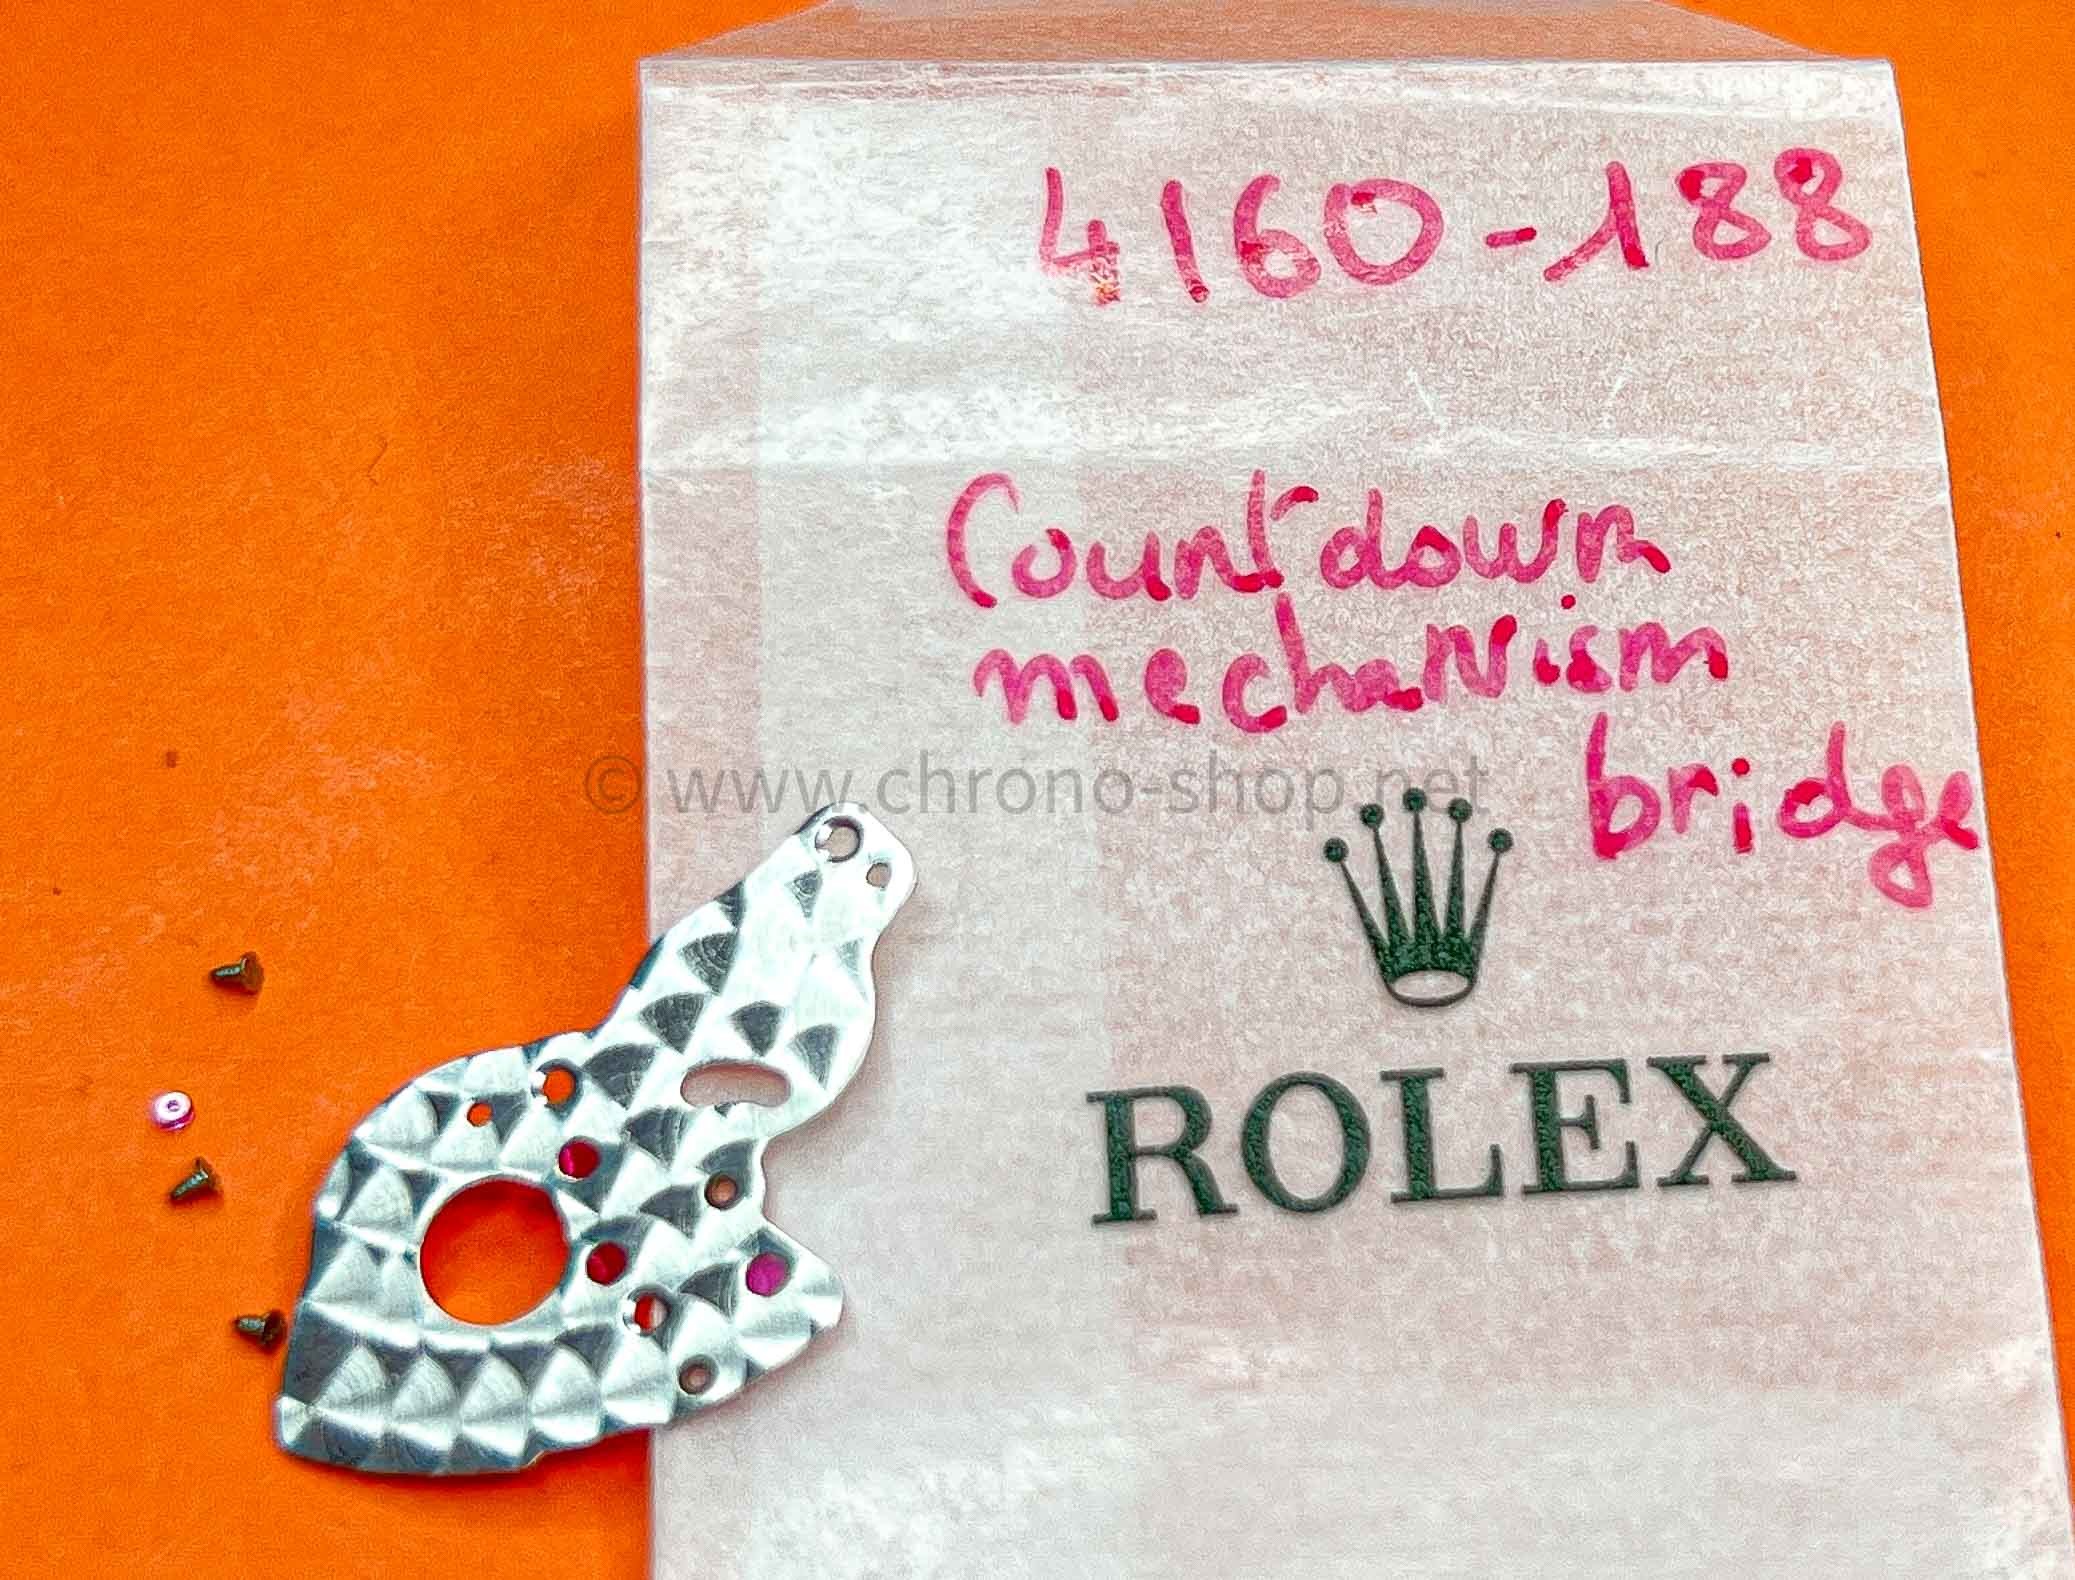 4160-188
Countdown
mechanism
bridge
© www.chrono-shop.net
ROLEX